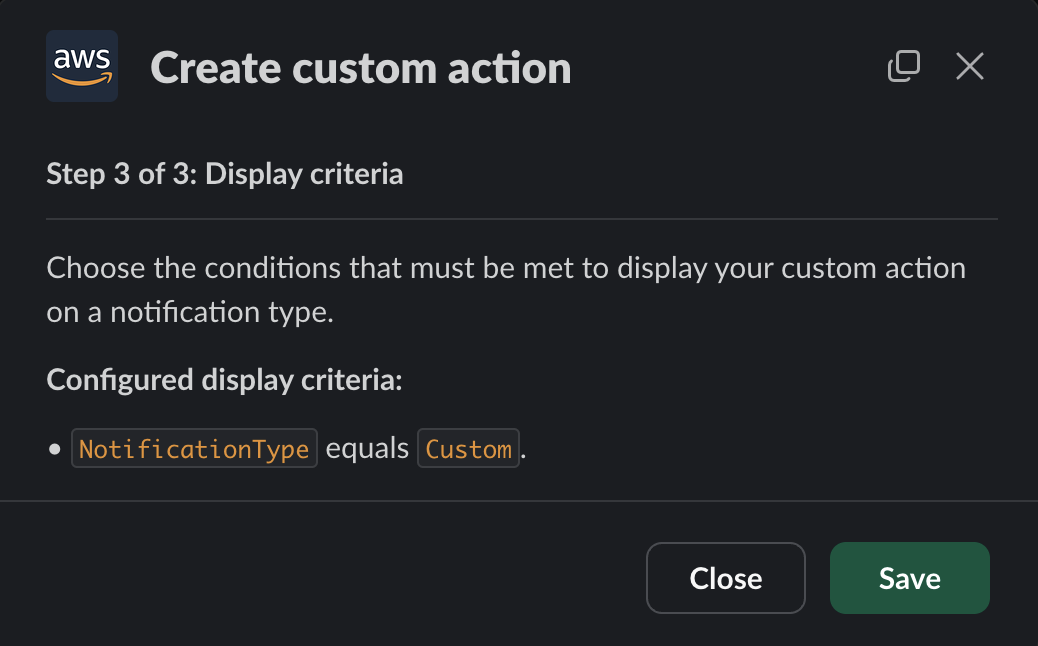 aws
Create custom action
Step 3 of 3: Display criteria
Choose the conditions that must be met to display your custom action
on a notification type.
Configured display criteria:
• NotificationType equals Custom.
Close
Save